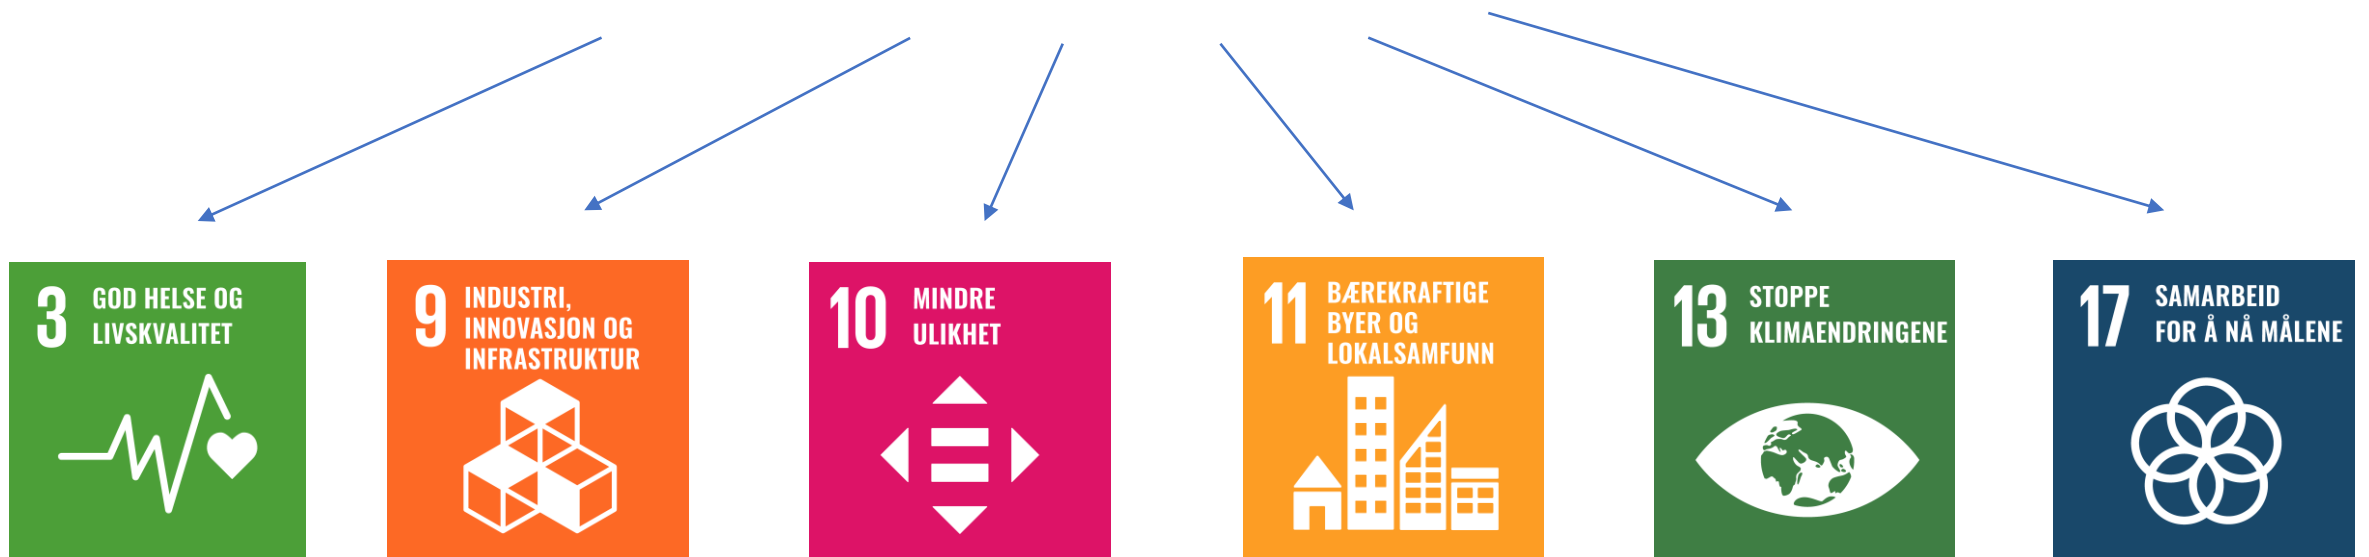 3 GOD HELSE OG
LIVSKVALITET
9 INDUSTRI,
INNOVASJON OG
INFRASTRUKTUR
10 MINDRE
ULIKHET
11 BÆREKRAFTIGE
BYER OG
LOKALSAMFUNN
13 STOPPE
KLIMAENDRINGENE
17 SAMARBEID
FOR Å NÅ MÅLENE